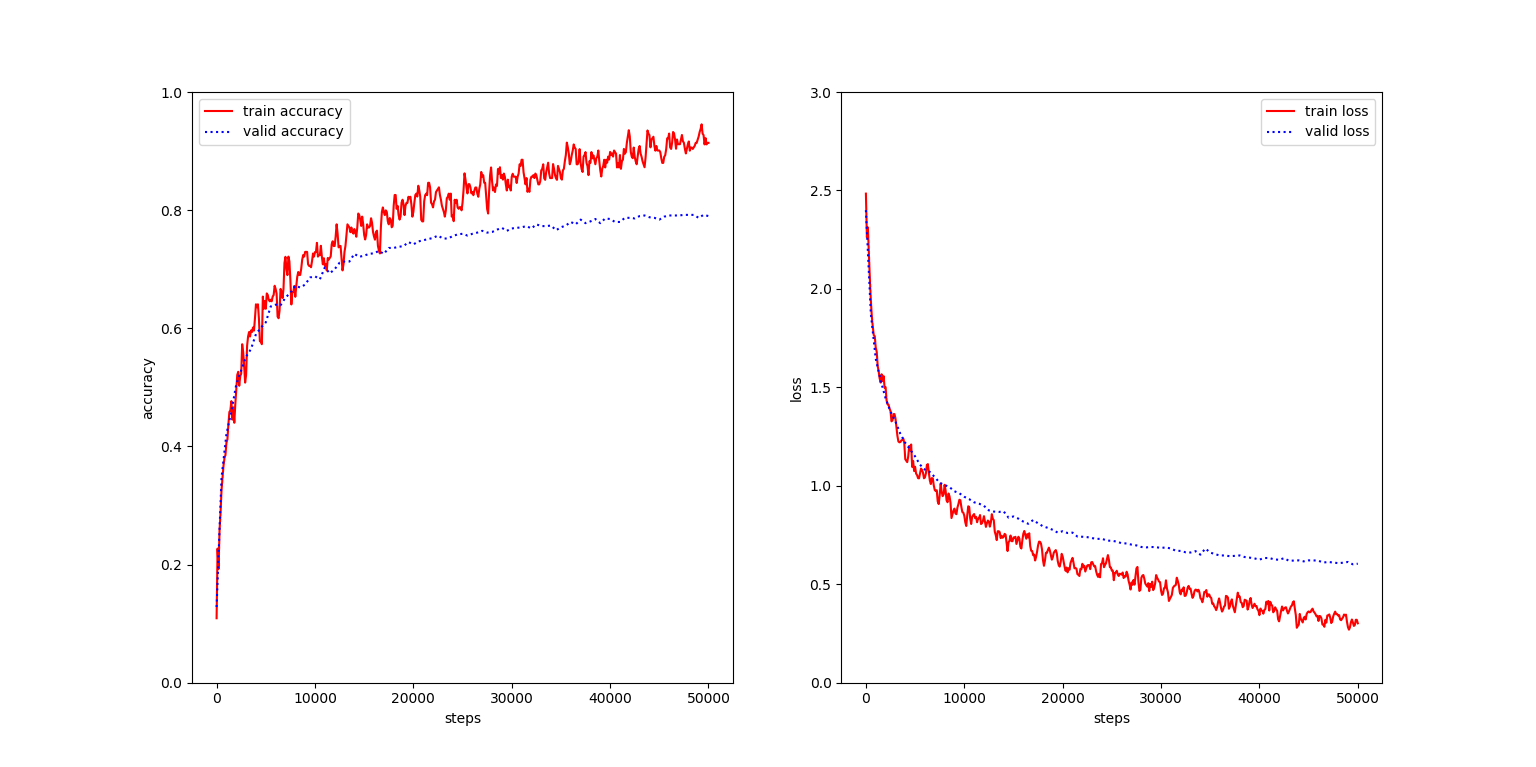 train accuracy
valid accuracy
1.0
0.8
0.6
0.4
0.2
0.0
accuracy
0 10000 20000 30000 40000 50000
steps
train loss
valid loss
3.0
2.5
2.0
1.5
1.0
0.5
0.0
loss
0 10000 20000 30000 40000 50000
steps